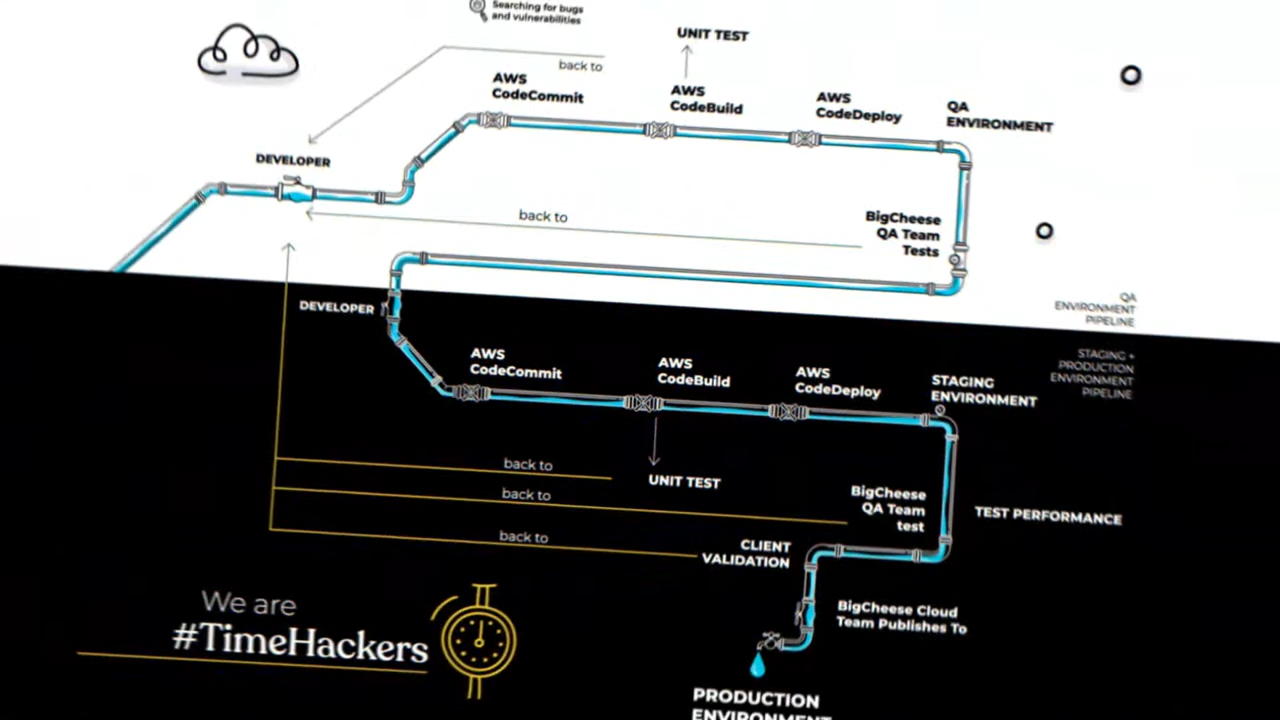 Searching for bugs
and vulnerabilities
UNIT TEST
back to
AWS
CodeCommit
AWS
CodeBuild
AWS
CodeDeploy
QA
ENVIRONMENT
DEVELOPER
back to
BigCheese
QA Team
Tests
QA
ENVIRONMENT
PIPELINE
DEVELOPER
STAGING +
PRODUCTION
ENVIRONMENT
PIPELINE
AWS
CodeCommit
AWS
CodeBuild
AWS
CodeDeploy
STAGING
ENVIRONMENT
back to
UNIT TEST
back to
BigCheese
QA Team
test
TEST PERFORMANCE
back to
CLIENT
VALIDATION
We are
#TimeHackers
BigCheese Cloud
Team Publishes To
PRODUCTION
ENVIRONMENT